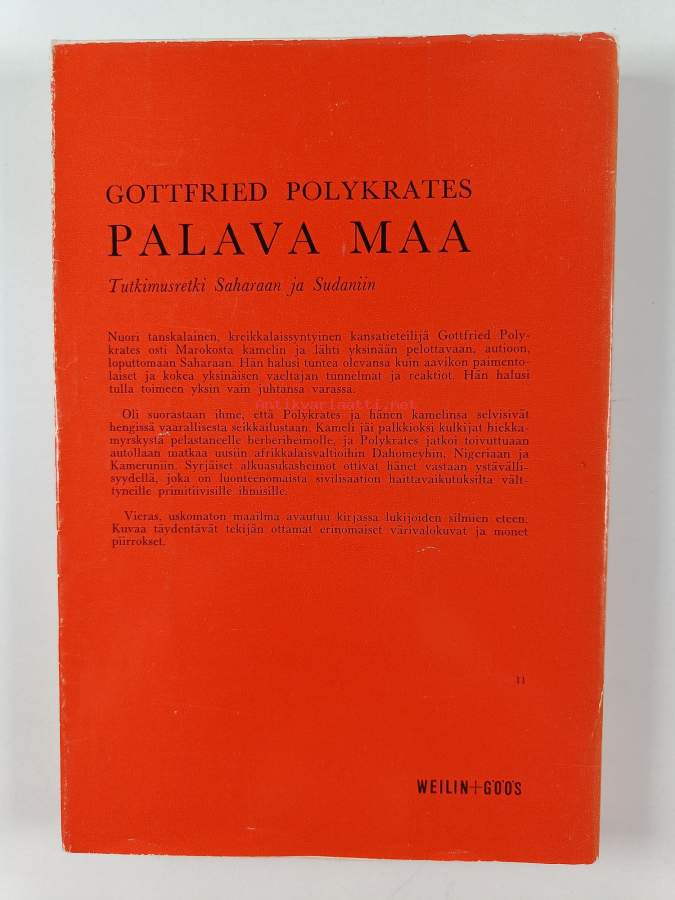 GOTTFRIED POLYKRATES
PALAVA MAA
Tutkimusretki Saharaan ja Sudaniin
Nuori tanskalainen, kreikkalaissyntyinen kansatieteilijä Gottfried Poly-
krates osti Marokosta kamelin ja lähti yksinään pelottavaan, autioon,
loputtomaan Saharaan. Hän halusi tuntea olevansa kuin aavikon paimento-
laiset ja kokea yksinäisen vaeltajan tunnelmat ja reaktiot. Hän halusi
tulla toimeen yksin vain juhtansa varassa.
antikvariaatti.net
Oli suorastaan ihme, että Polykrates ja hänen kamelinsa selvisivät
hengissä vaarallisesta seikkailustaan. Kameli jäi palkkioksi kulkijat hiekka-
myrskystä pelastaneelle berberiheimolle, ja Polykrates jatkoi toivuttuaan
autollaan matkaa uusiin afrikkalaisvaltioihin Dahomeyhin, Nigeriaan ja
Kameruniin. Syrjäiset alkuasukasheimot ottivat hänet vastaan ystävälli-
syydellä, joka on luonteenomaista sivilisaation haittavaikutuksilta vält-
tyneille primitiivisille ihmisille.
Vieras, uskomaton maailma avautuu kirjassa lukijoiden silmien eteen.
Kuvaa täydentävät tekijän ottamat erinomaiset värivalokuvat ja monet
piirrokset.
11
WEILIN+GÖÖS